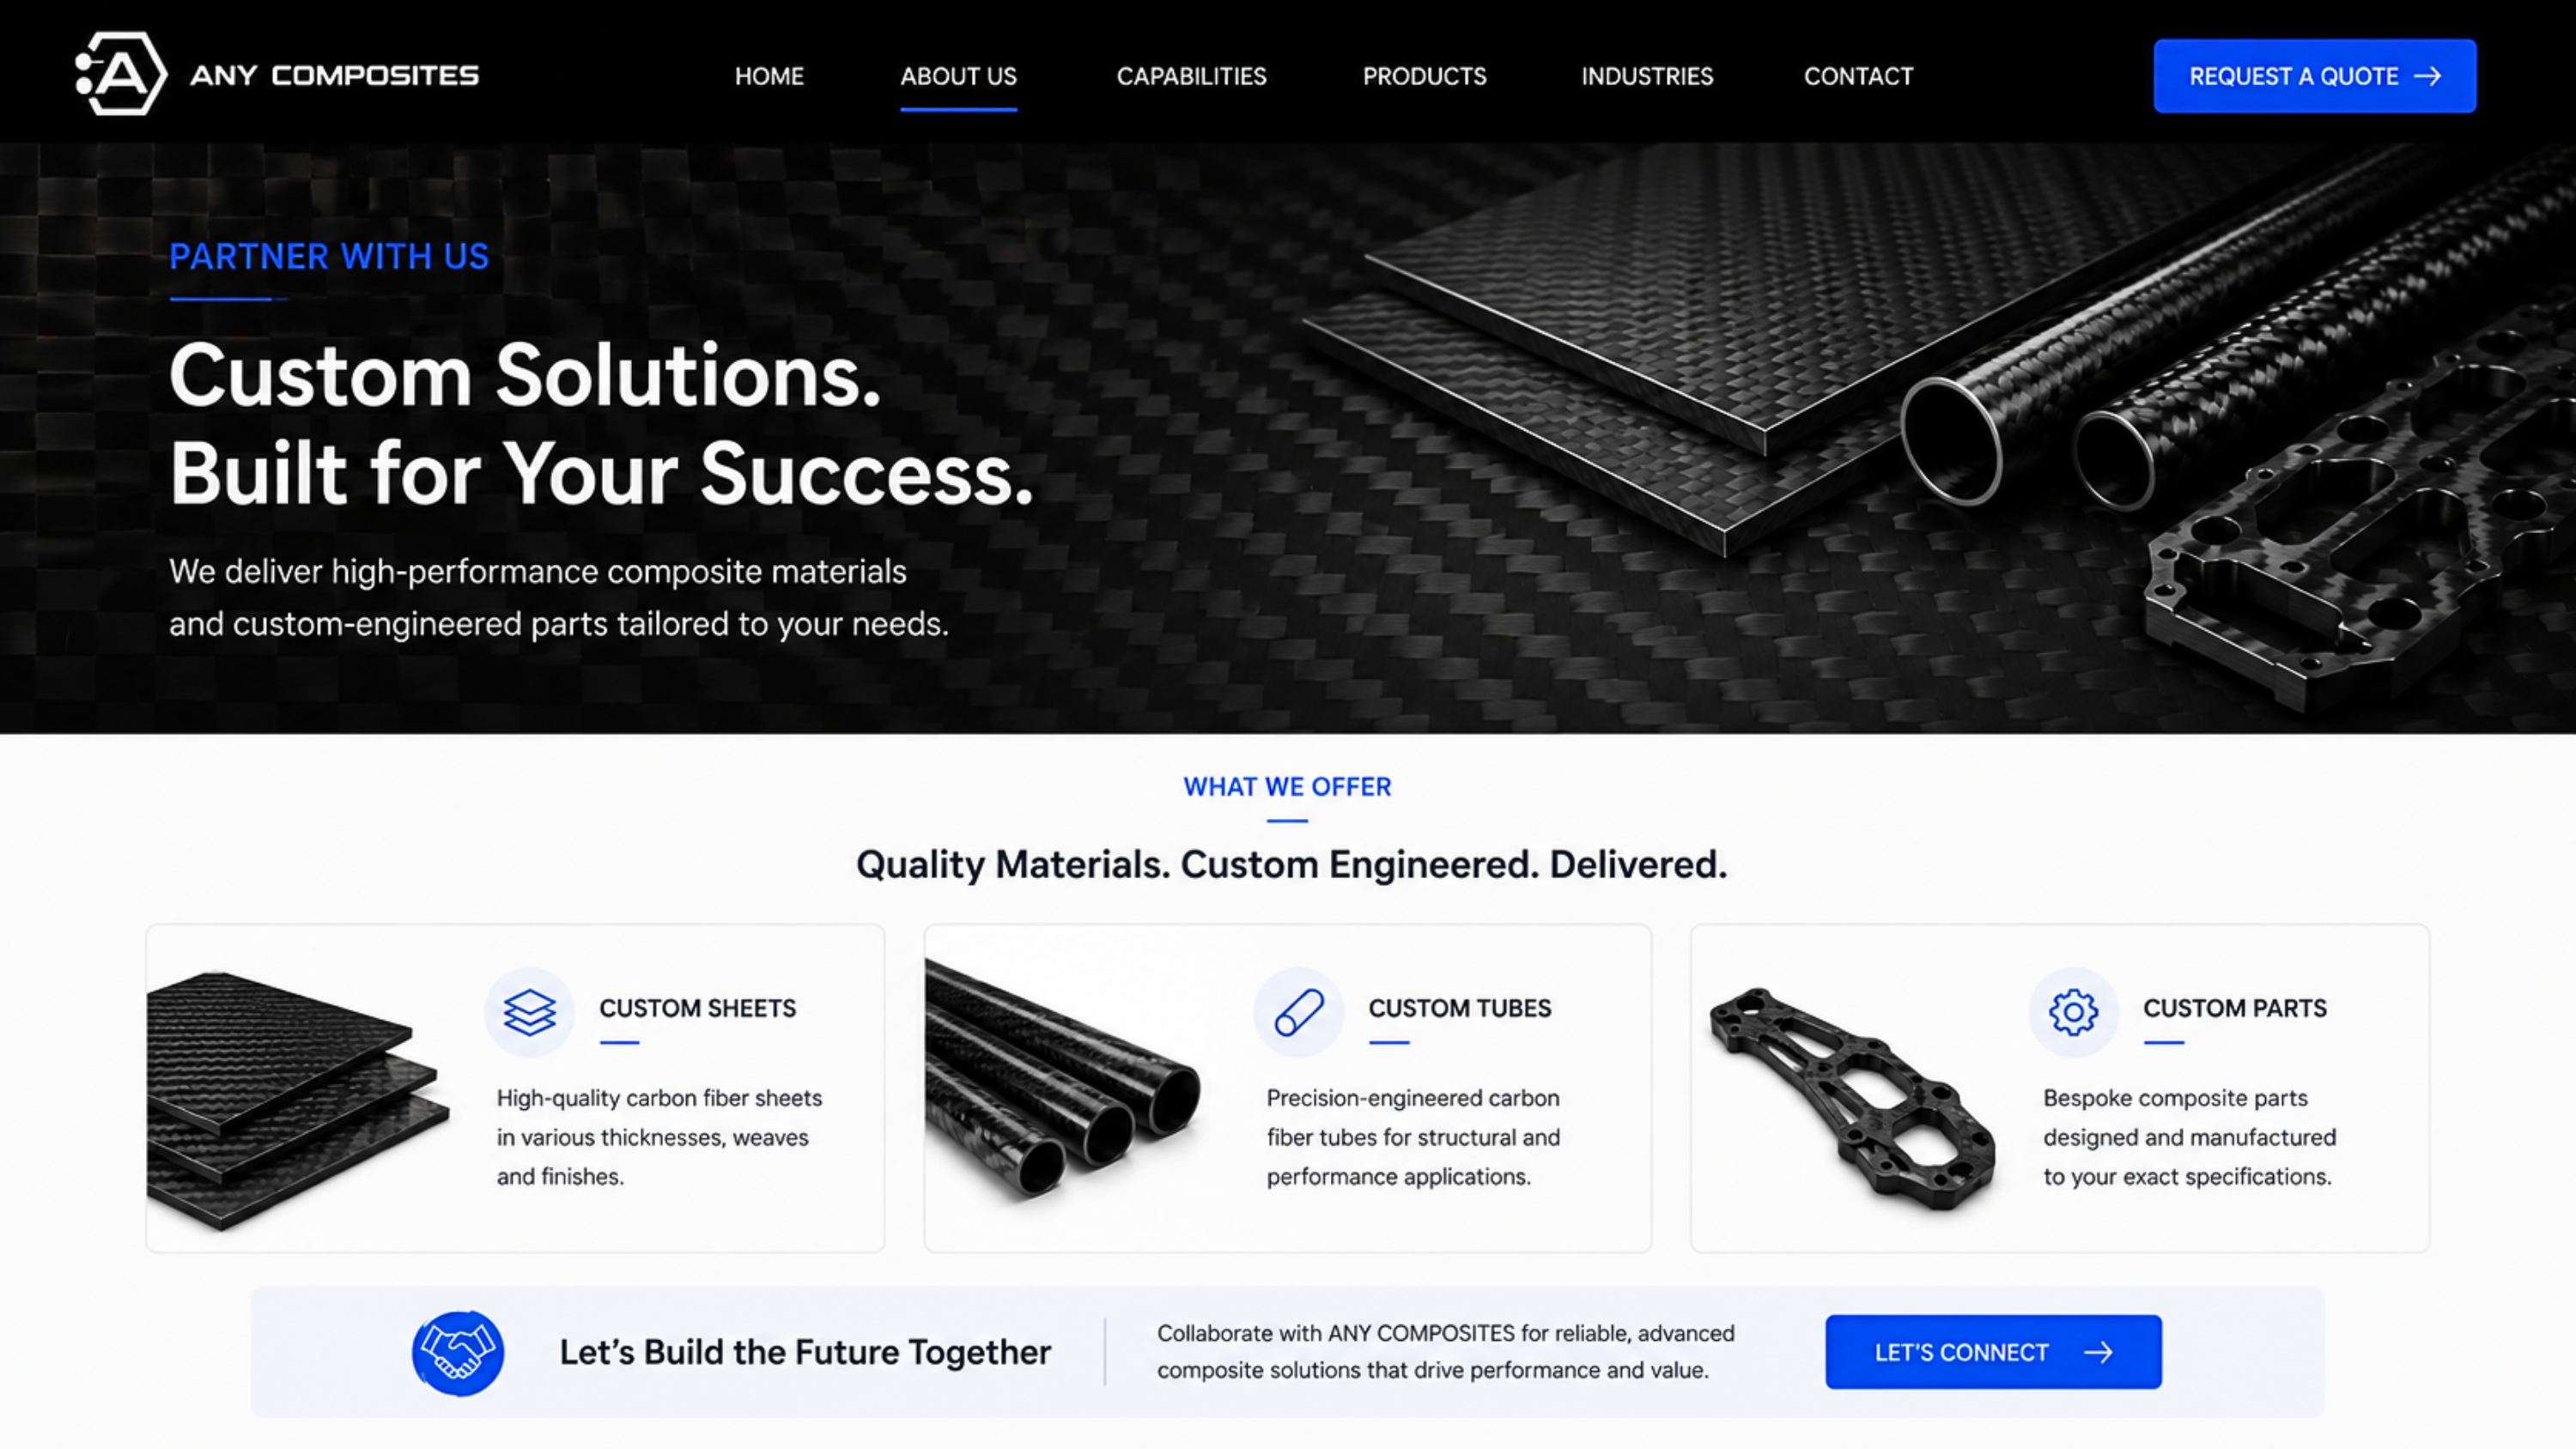 ANY COMPOSITES
HOME
ABOUT US
CAPABILITIES
PRODUCTS
INDUSTRIES
CONTACT
REQUEST A QUOTE
PARTNER WITH US
Custom Solutions.
Built for Your Success.
We deliver high-performance composite materials
and custom-engineered parts tailored to your needs.
WHAT WE OFFER
Quality Materials. Custom Engineered. Delivered.
CUSTOM SHEETS
High-quality carbon fiber sheets
in various thicknesses, weaves
and finishes.
CUSTOM TUBES
Precision-engineered carbon
fiber tubes for structural and
performance applications.
CUSTOM PARTS
Bespoke composite parts
designed and manufactured
to your exact specifications.
Let’s Build the Future Together
Collaborate with ANY COMPOSITES for reliable, advanced
composite solutions that drive performance and value.
LET’S CONNECT